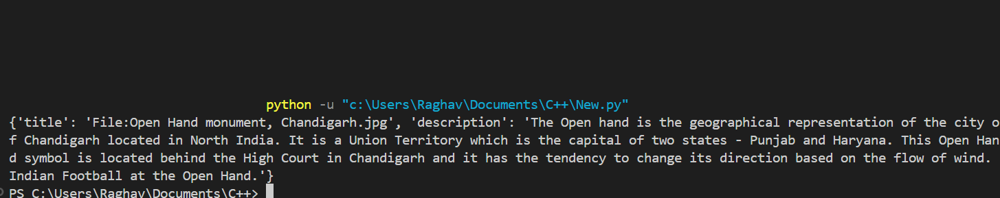 python -u "c:\Users\Raghav\Documents\C++\New.py"
{'title': 'File:Open Hand monument, Chandigarh.jpg', 'description': 'The Open hand is the geographical representation of the city o
f Chandigarh located in North India. It is a Union Territory which is the capital of two states - Punjab and Haryana. This Open Han
d symbol is located behind the High Court in Chandigarh and it has the tendency to change its direction based on the flow of wind.
Indian Football at the Open Hand.'}
PS C:\Users\Raghav\Documents\C++>